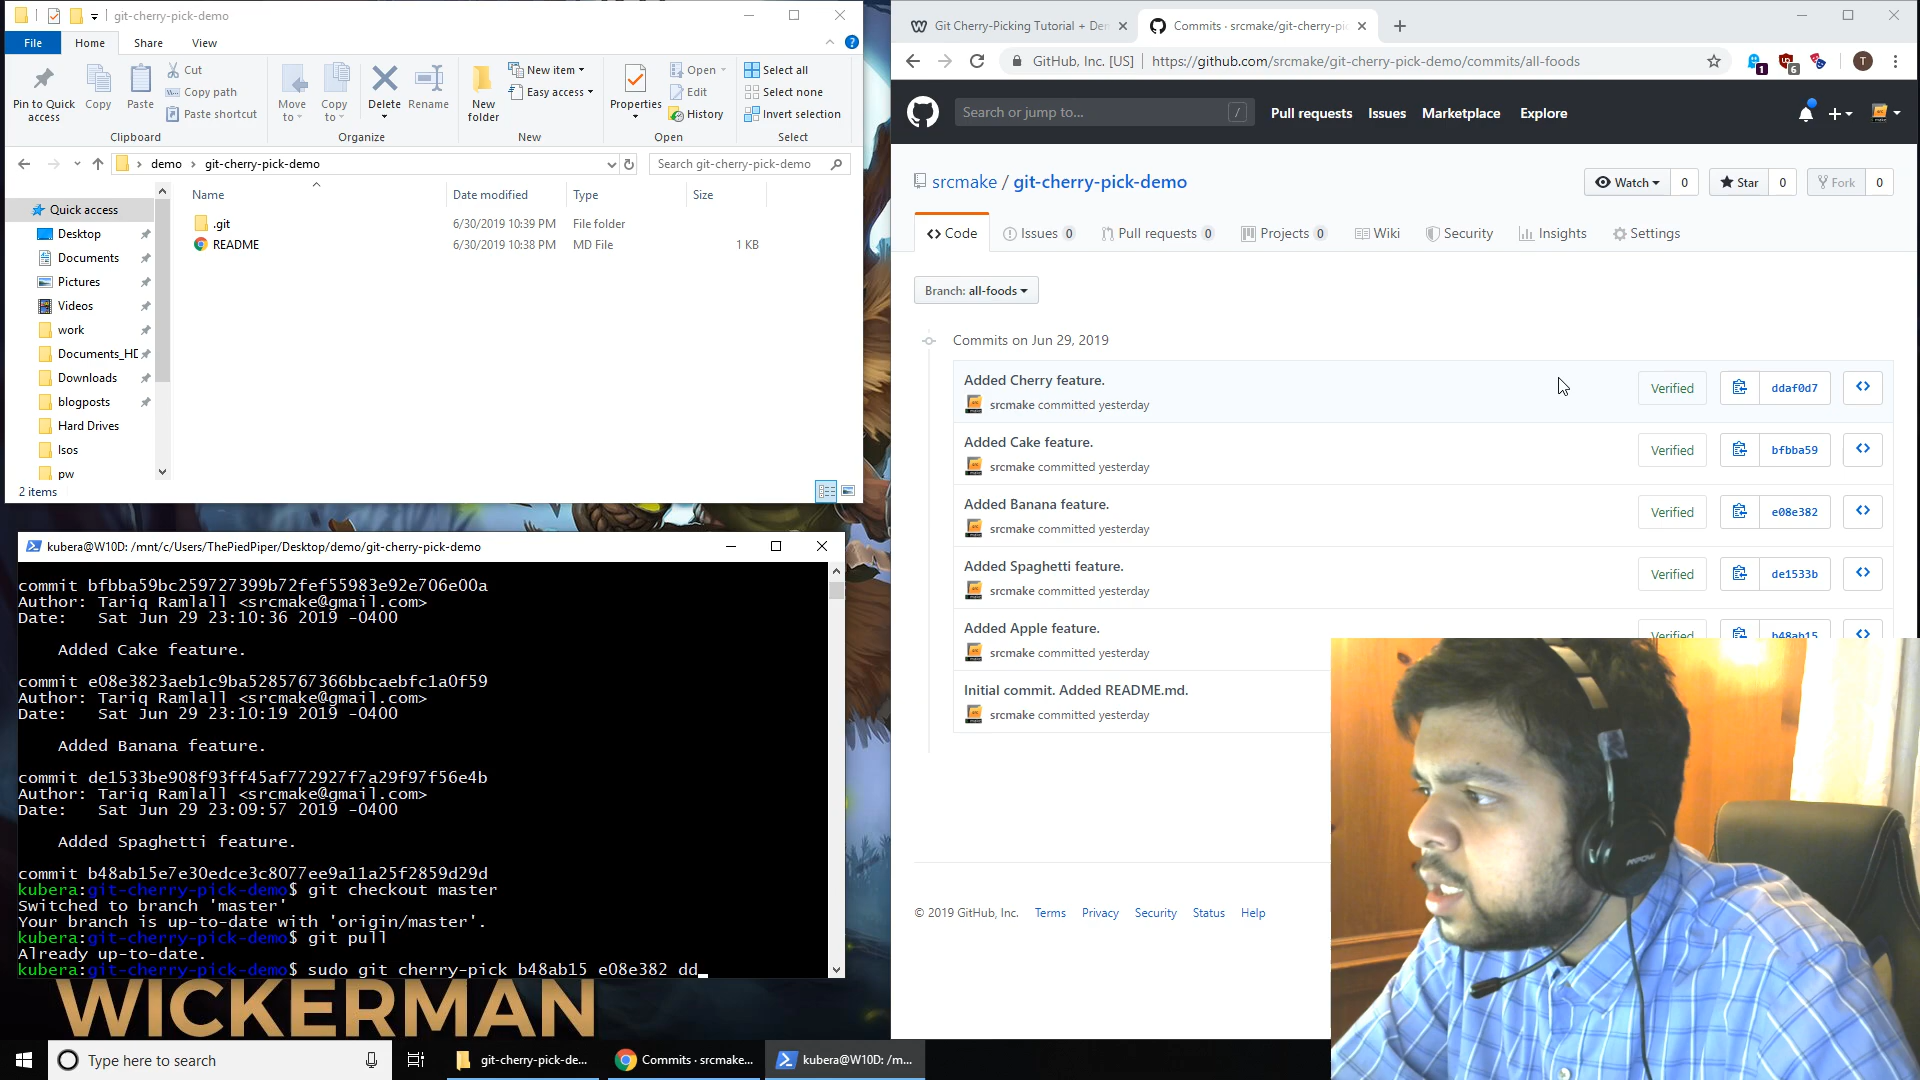 git-cherry-pick-demo
File Home Share View
Pin to Quick access
Copy
Paste
Cut
Copy path
Paste shortcut
Clipboard
Move to
Copy to
Delete
Rename
Organize
New folder
New item
Easy access
New
Properties
Open
Edit
History
Open
Select all
Select none
Invert selection
Select
demo › git-cherry-pick-demo
Search git-cherry-pick-demo
Name Date modified Type Size
.git 6/30/2019 10:39 PM File folder
README 6/30/2019 10:38 PM MD File 1 KB
Quick access
Desktop
Documents
Pictures
Videos
work
Documents_HD
Downloads
blogposts
Hard Drives
Isos
pw
2 items
kubera@W10D: /mnt/c/Users/ThePiedPiper/Desktop/demo/git-cherry-pick-demo
commit bfbba59bc259727399b72fef55983e92e706e00a
Author: Tariq Ramlall <srcmake@gmail.com>
Date:   Sat Jun 29 23:10:36 2019 -0400
Added Cake feature.
commit e08e3823aeb1c9ba5285767366bbcaebfc1a0f59
Author: Tariq Ramlall <srcmake@gmail.com>
Date:   Sat Jun 29 23:10:19 2019 -0400
Added Banana feature.
commit de1533be908f93ff45af772927f7a29f97f56e4b
Author: Tariq Ramlall <srcmake@gmail.com>
Date:   Sat Jun 29 23:09:57 2019 -0400
Added Spaghetti feature.
commit b48ab15e7e30edce3c8077ee9a11a25f2859d29d
kubera:git-cherry-pick-demo$ git checkout master
Switched to branch 'master'
Your branch is up-to-date with 'origin/master'.
kubera:git-cherry-pick-demo$ git pull
Already up-to-date.
kubera:git-cherry-pick-demo$ sudo git cherry-pick b48ab15 e08e382 dd
WICKERMAN
Type here to search
git-cherry-pick-de...
Commits · srcmake...
kubera@W10D: /m...
Git Cherry-Picking Tutorial + Der
Commits · srcmake/git-cherry-pic
GitHub, Inc. [US] | https://github.com/srcmake/git-cherry-pick-demo/commits/all-foods
1
6
T
Search or jump to... /
Pull requests Issues Marketplace Explore
srcmake / git-cherry-pick-demo
Watch 0 Star 0 Fork 0
Code Issues 0 Pull requests 0 Projects 0 Wiki Security Insights Settings
Branch: all-foods
Commits on Jun 29, 2019
Added Cherry feature.
srcmake committed yesterday
Verified ddaf0d7
Added Cake feature.
srcmake committed yesterday
Verified bfbba59
Added Banana feature.
srcmake committed yesterday
Verified e08e382
Added Spaghetti feature.
srcmake committed yesterday
Verified de1533b
Added Apple feature.
srcmake committed yesterday
Verified b48ab15
Initial commit. Added README.md.
srcmake committed yesterday
© 2019 GitHub, Inc. Terms Privacy Security Status Help
MPOW